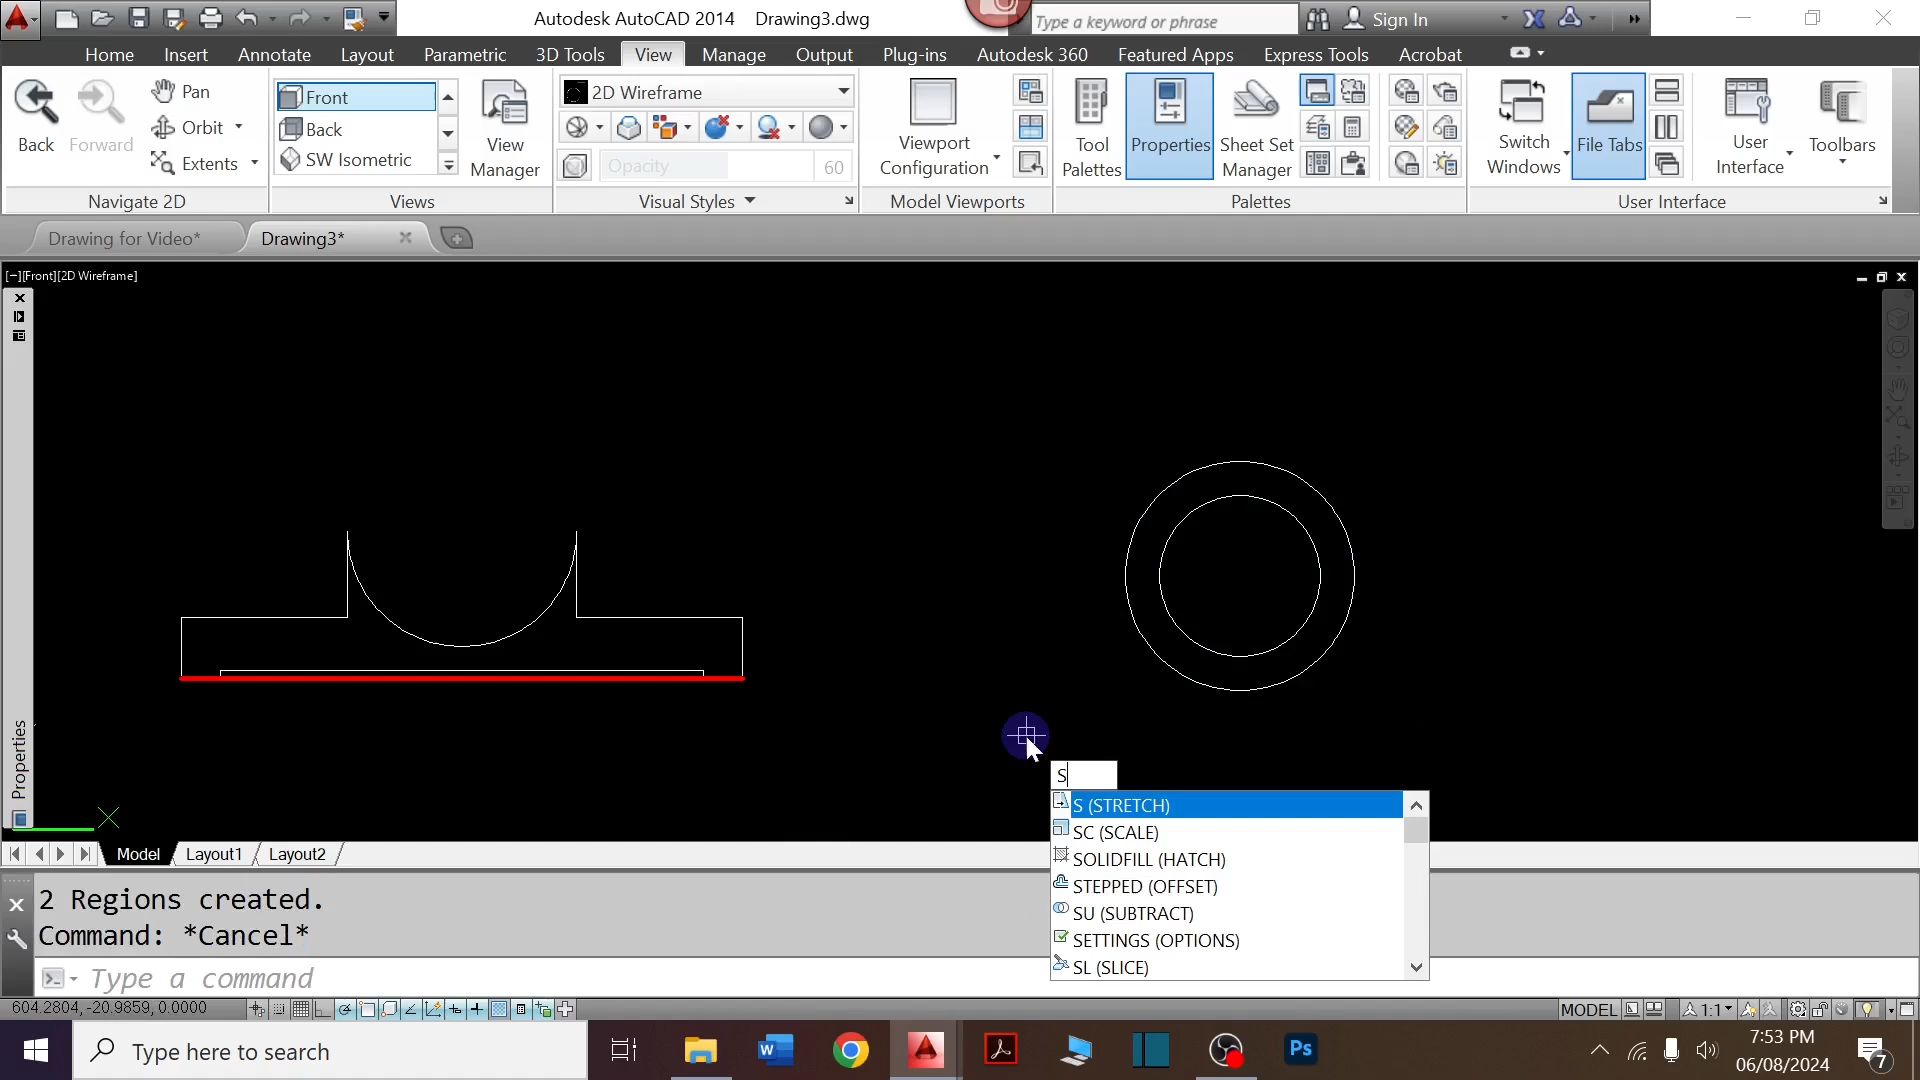 Autodesk AutoCAD 2014 Drawing3.dwg
Type a keyword or phrase
Sign In
Home Insert Annotate Layout Parametric 3D Tools View Manage Output Plug-ins Autodesk 360 Featured Apps Express Tools Acrobat
Back
Forward
Pan
Orbit
Extents
Navigate 2D
Front
Back
SW Isometric
View
Manager
Views
2D Wireframe
Opacity 60
Visual Styles
Viewport
Configuration
Model Viewports
Tool
Palettes
Properties
Sheet Set
Manager
Palettes
Switch
Windows
File Tabs
User
Interface
Toolbars
User Interface
Drawing for Video*
Drawing3*
[−][Front][2D Wireframe]
Properties
S
S (STRETCH)
SC (SCALE)
SOLIDFILL (HATCH)
STEPPED (OFFSET)
SU (SUBTRACT)
SETTINGS (OPTIONS)
SL (SLICE)
Model Layout1 Layout2
2 Regions created.
Command: *Cancel*
Type a command
604.2804, -20.9859, 0.0000
MODEL
1:1
Type here to search
W
Ps
7:53 PM
06/08/2024
7